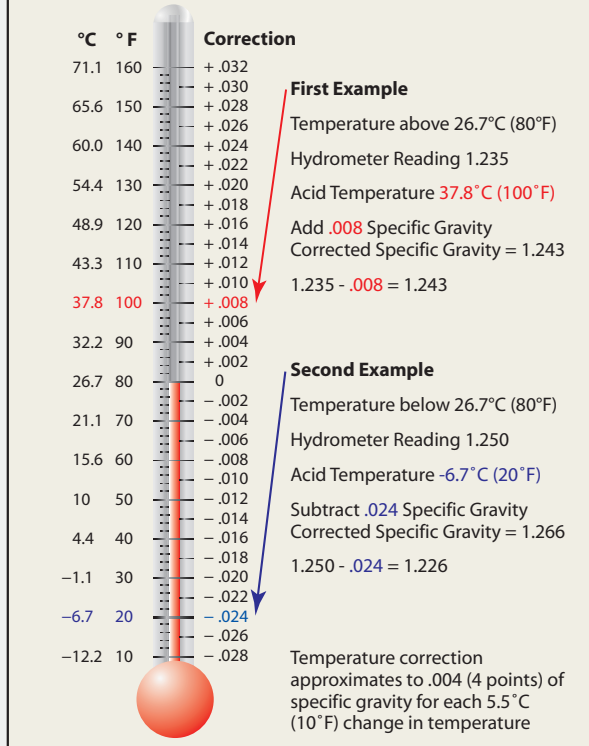 °C ° F Correction
71.1 160 + .032
+ .030
65.6 150 + .028
+ .026
60.0 140 + .024
+ .022
54.4 130 + .020
+ .018
48.9 120 + .016
+ .014
43.3 110 + .012
+ .010
37.8 100 + .008
+ .006
32.2 90 + .004
+ .002
26.7 80 0
– .002
21.1 70 – .004
– .006
15.6 60 – .008
– .010
10 50 – .012
– .014
4.4 40 – .016
– .018
–1.1 30 – .020
– .022
–6.7 20 – .024
– .026
–12.2 10 – .028
First Example
Temperature above 26.7°C (80°F)
Hydrometer Reading 1.235
Acid Temperature 37.8˚C (100˚F)
Add .008 Specific Gravity
Corrected Specific Gravity = 1.243
1.235 - .008 = 1.243
Second Example
Temperature below 26.7°C (80°F)
Hydrometer Reading 1.250
Acid Temperature -6.7˚C (20˚F)
Subtract .024 Specific Gravity
Corrected Specific Gravity = 1.266
1.250 - .024 = 1.226
Temperature correction
approximates to .004 (4 points) of
specific gravity for each 5.5˚C
(10˚F) change in temperature